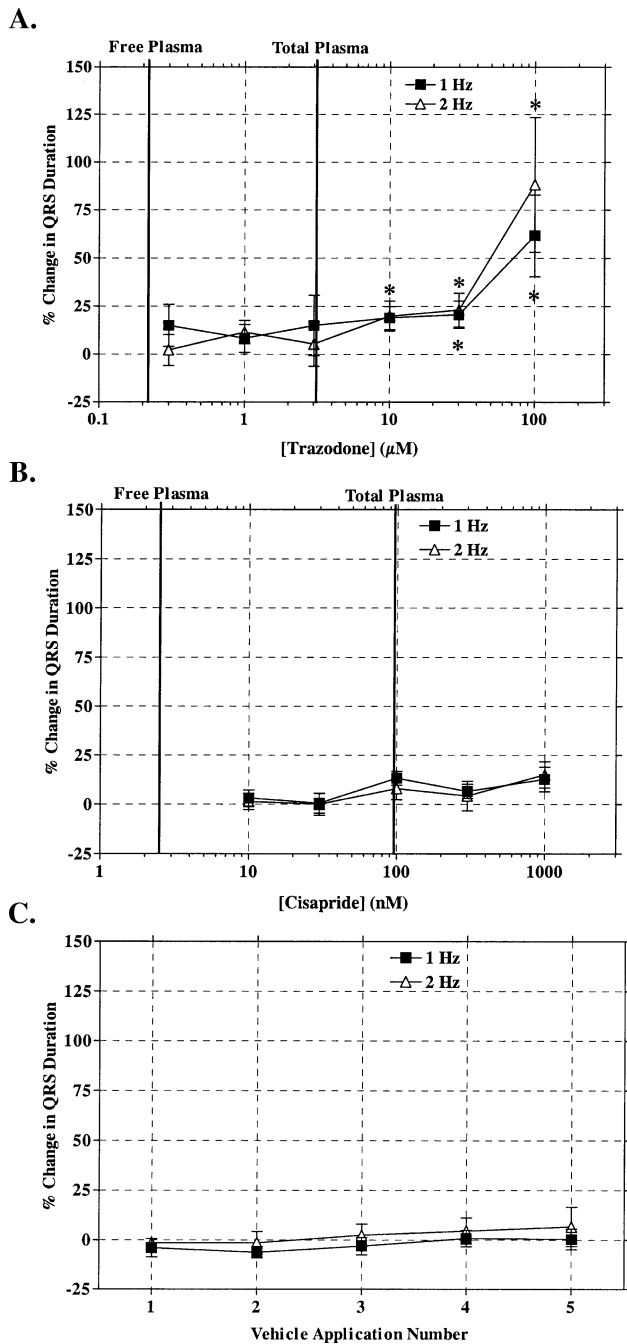 A.
Free Plasma Total Plasma
150
1 Hz
2 Hz
125
100
75
50
25
0
-25
% Change in QRS Duration
* * * * *
0.1 1 10 100
[Trazodone] (µM)
B.
Free Plasma Total Plasma
150
1 Hz
2 Hz
125
100
75
50
25
0
-25
% Change in QRS Duration
1 10 100 1000
[Cisapride] (nM)
C.
150
1 Hz
2 Hz
125
100
75
50
25
0
-25
% Change in QRS Duration
1 2 3 4 5
Vehicle Application Number